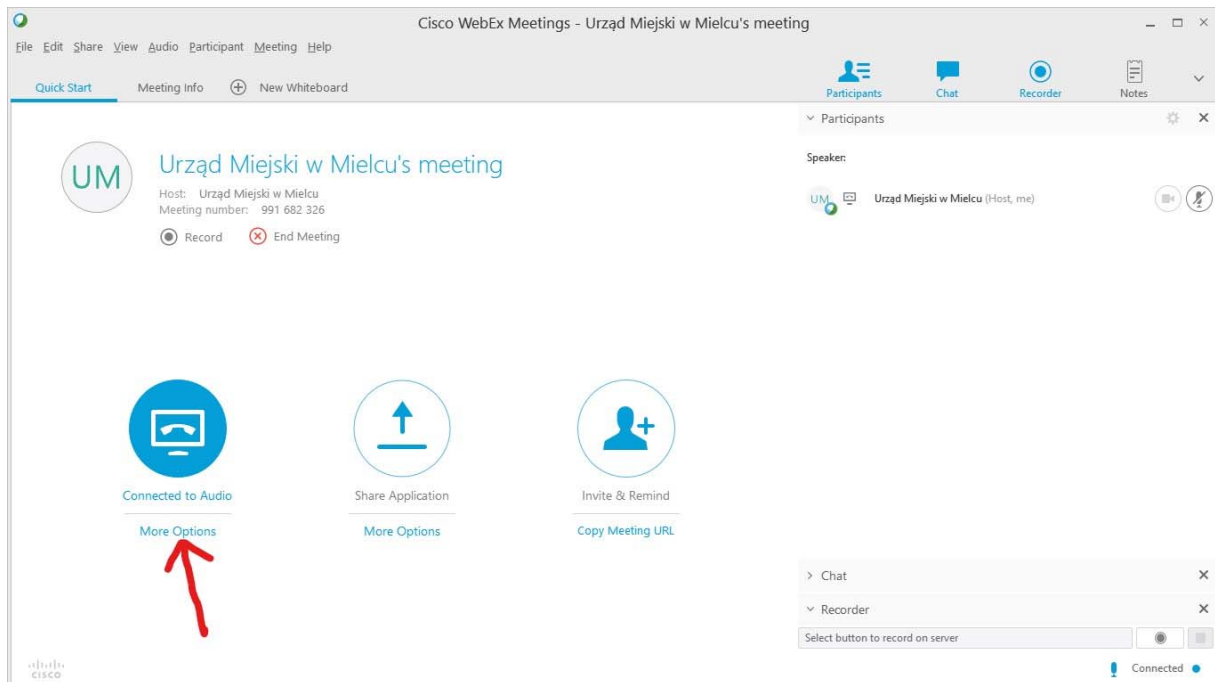 Cisco WebEx Meetings - Urząd Miejski w Mielcu's meeting
File Edit Share View Audio Participant Meeting Help
Quick Start Meeting Info New Whiteboard
Participants Chat Recorder Notes
Participants
Speaker:
UM Urząd Miejski w Mielcu (Host, me)
UM
Urząd Miejski w Mielcu's meeting
Host: Urząd Miejski w Mielcu
Meeting number: 991 682 326
Record End Meeting
Connected to Audio Share Application Invite & Remind
More Options More Options Copy Meeting URL
Chat
Recorder
Select button to record on server
Connected
cisco